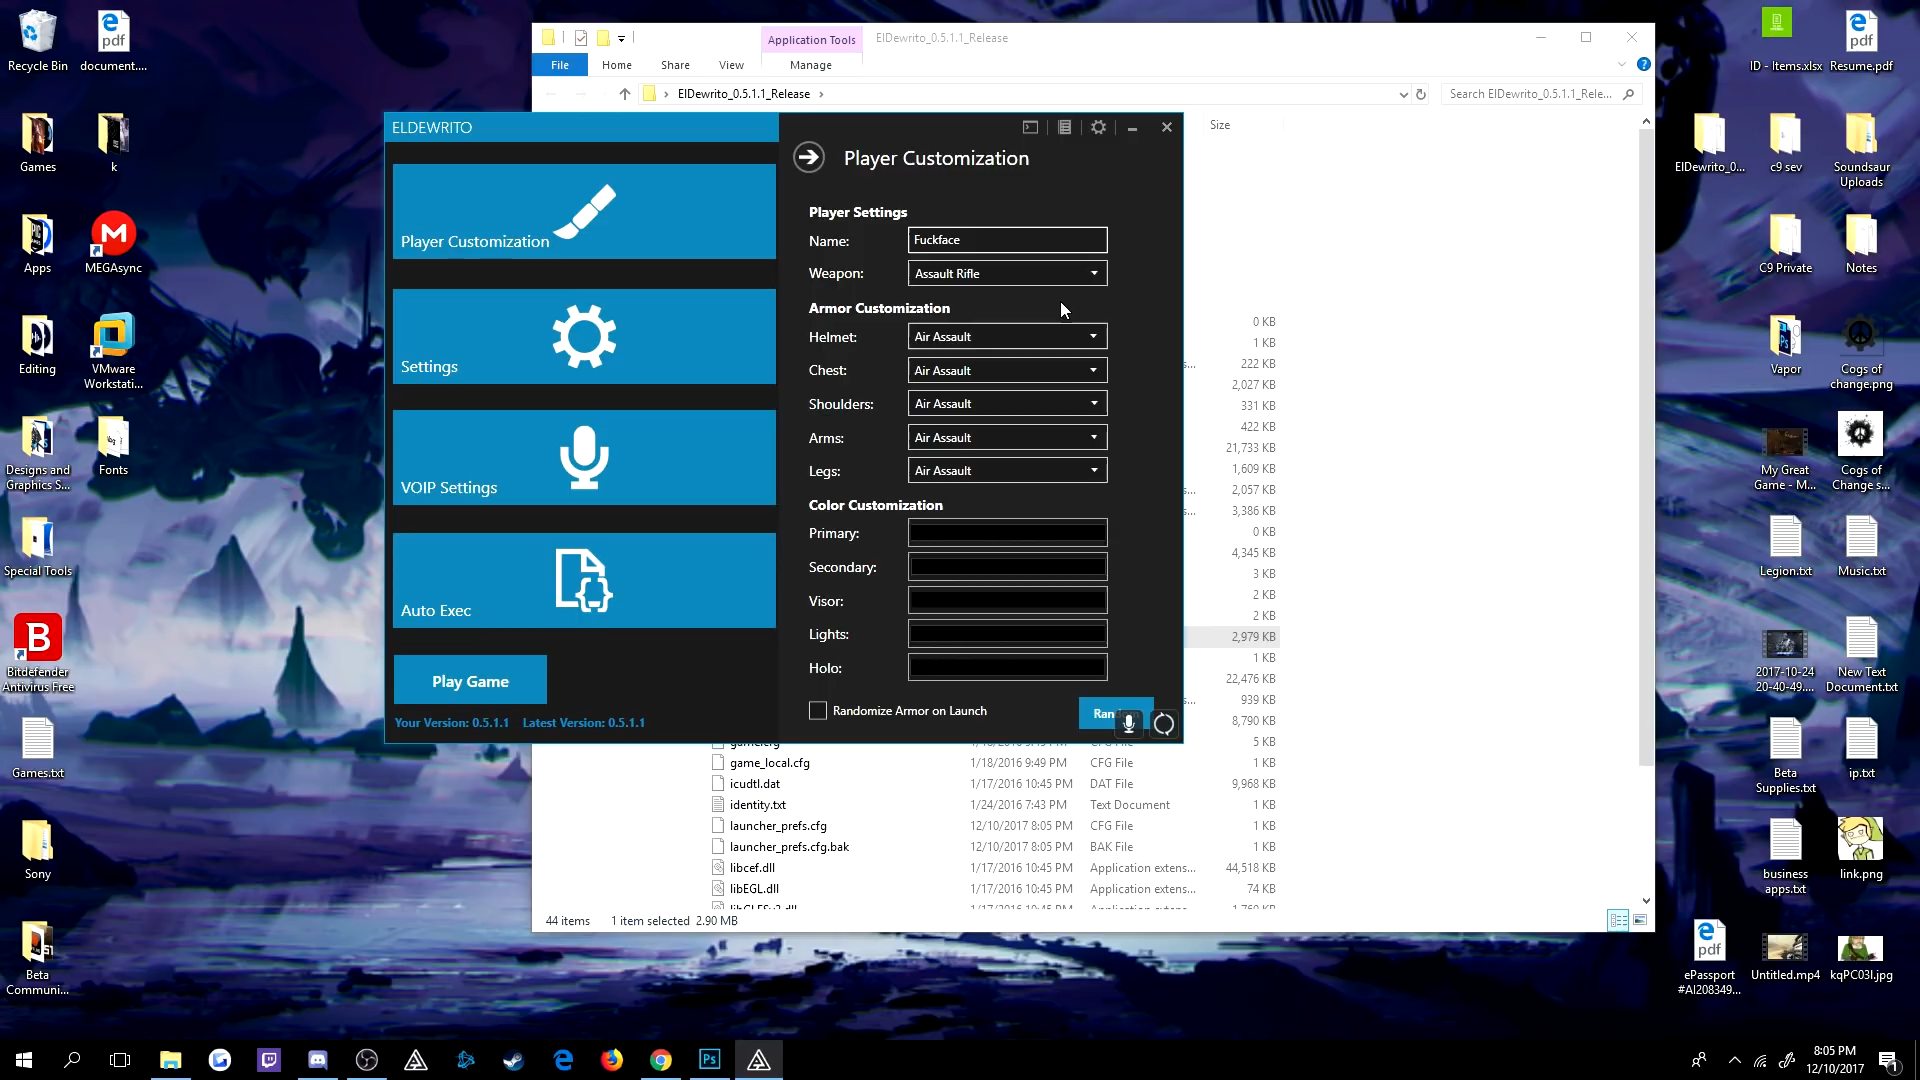 Recycle Bin
document....
Games
k
Apps
MEGAsync
Editing
VMware
Workstati...
Designs and
Graphics S...
Fonts
Special Tools
Bitdefender
Antivirus Free
Games.txt
Sony
Beta
Communi...
Application Tools
ElDewrito_0.5.1.1_Release
File
Home
Share
View
Manage
ElDewrito_0.5.1.1_Release
Search ElDewrito_0.5.1.1_Rele...
Size
ELDEWRITO
Player Customization
Settings
VOIP Settings
Auto Exec
Play Game
Your Version: 0.5.1.1 Latest Version: 0.5.1.1
Player Customization
Player Settings
Name: Fuckface
Weapon: Assault Rifle
Armor Customization
Helmet: Air Assault
Chest: Air Assault
Shoulders: Air Assault
Arms: Air Assault
Legs: Air Assault
Color Customization
Primary:
Secondary:
Visor:
Lights:
Holo:
Randomize Armor on Launch
0 KB
1 KB
s... 222 KB
2,027 KB
331 KB
422 KB
21,733 KB
1,609 KB
s... 2,057 KB
s... 3,386 KB
0 KB
4,345 KB
3 KB
2 KB
2 KB
2,979 KB
1 KB
22,476 KB
s... 939 KB
8,790 KB
5 KB
game_local.cfg 1/18/2016 9:49 PM CFG File 1 KB
icudtl.dat 1/17/2016 10:45 PM DAT File 9,968 KB
identity.txt 1/24/2016 7:43 PM Text Document 1 KB
launcher_prefs.cfg 12/10/2017 8:05 PM CFG File 1 KB
launcher_prefs.cfg.bak 12/10/2017 8:05 PM BAK File 1 KB
libcef.dll 1/17/2016 10:45 PM Application extens... 44,518 KB
libEGL.dll 1/17/2016 10:45 PM Application extens... 74 KB
44 items 1 item selected 2.90 MB
ID - Items.xlsx
Resume.pdf
ElDewrito_0...
c9 sev
Soundsaur
Uploads
C9 Private
Notes
Vapor
Cogs of
change.png
My Great
Game - M...
Cogs of
Change s...
Legion.txt
Music.txt
2017-10-24
20-40-49....
New Text
Document.txt
Beta
Supplies.txt
ip.txt
business
apps.txt
link.png
ePassport
#AI208349...
Untitled.mp4
kqPC03l.jpg
8:05 PM
12/10/2017